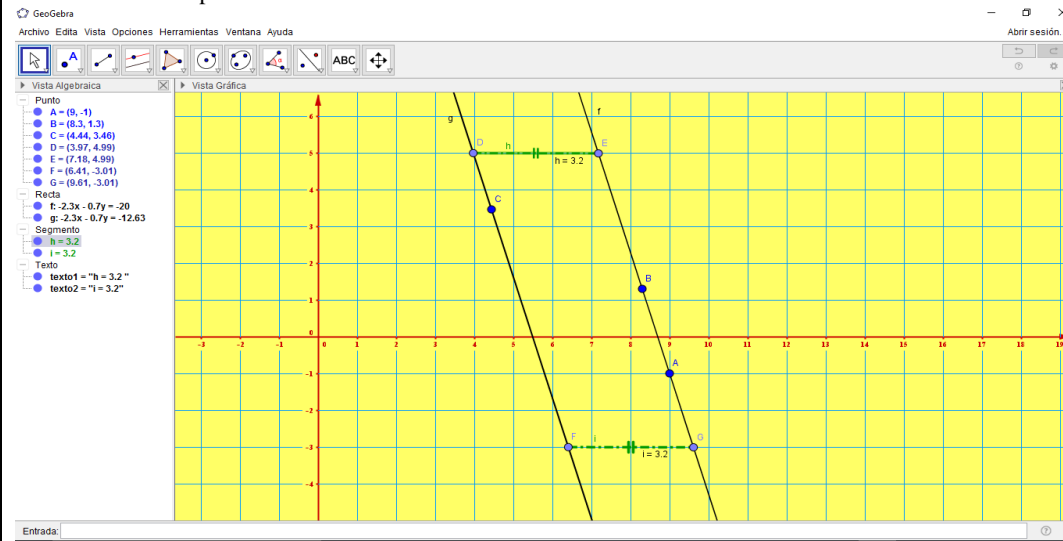 GeoGebra
Archivo Edita Vista Opciones Herramientas Ventana Ayuda
Abrir sesión.
A
α
ABC
Vista Algebraica
Vista Gráfica
Punto
A = (9, -1)
B = (8.3, 1.3)
C = (4.44, 3.46)
D = (3.97, 4.99)
E = (7.18, 4.99)
F = (6.41, -3.01)
G = (9.61, -3.01)
Recta
f: -2.3x - 0.7y = -20
g: -2.3x - 0.7y = -12.63
Segmento
h = 3.2
i = 3.2
Texto
texto1 = "h = 3.2 "
texto2 = "i = 3.2"
6
g
f
D
h
E
5
h = 3.2
4
C
3
2
B
1
0
-3 -2 -1 0 1 2 3 4 5 6 7 8 9 10 11 12 13 14 15 16 17 18 19
A
-1
-2
F
i
G
-3
i = 3.2
-4
Entrada: